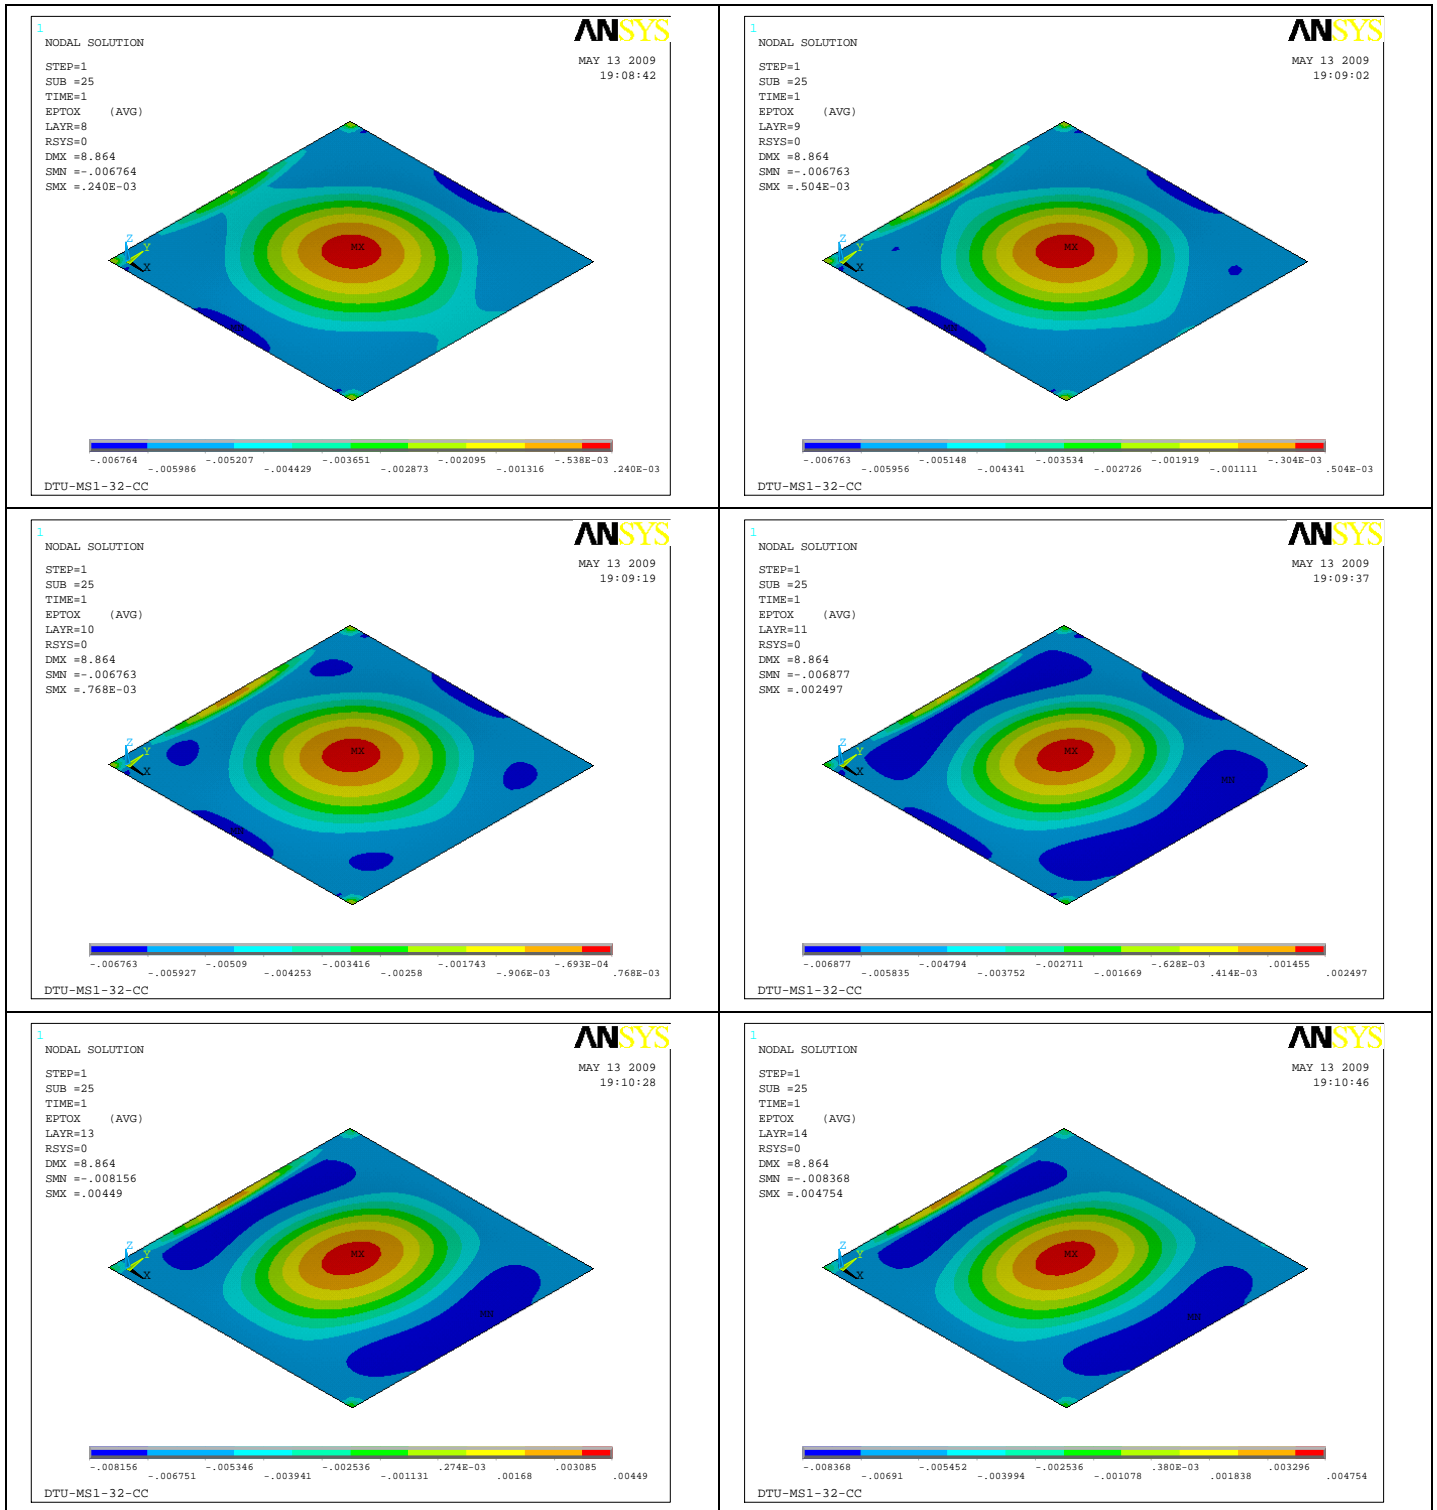 1
ANSYS
NODAL SOLUTION
MAY 13 2009
19:08:42
STEP=1
SUB =25
TIME=1
EPTOX (AVG)
LAYR=8
RSYS=0
DMX =8.864
SMN =-.006764
SMX =.240E-03
MX
Z
Y
X
MN
-.006764 -.005207 -.003651 -.002095 -.538E-03
-.005986 -.004429 -.002873 -.001316 .240E-03
DTU-MS1-32-CC
1
ANSYS
NODAL SOLUTION
MAY 13 2009
19:09:02
STEP=1
SUB =25
TIME=1
EPTOX (AVG)
LAYR=9
RSYS=0
DMX =8.864
SMN =-.006763
SMX =.504E-03
MX
Z
Y
X
MN
-.006763 -.005148 -.003534 -.001919 -.304E-03
-.005956 -.004341 -.002726 -.001111 .504E-03
DTU-MS1-32-CC
1
ANSYS
NODAL SOLUTION
MAY 13 2009
19:09:19
STEP=1
SUB =25
TIME=1
EPTOX (AVG)
LAYR=10
RSYS=0
DMX =8.864
SMN =-.006763
SMX =.768E-03
MX
Z
Y
X
MN
-.006763 -.00509 -.003416 -.001743 -.693E-04
-.005927 -.004253 -.00258 -.906E-03 .768E-03
DTU-MS1-32-CC
1
ANSYS
NODAL SOLUTION
MAY 13 2009
19:09:37
STEP=1
SUB =25
TIME=1
EPTOX (AVG)
LAYR=11
RSYS=0
DMX =8.864
SMN =-.006877
SMX =.002497
MX
Z
Y
X
MN
-.006877 -.004794 -.002711 -.628E-03 .001455
-.005835 -.003752 -.001669 .414E-03 .002497
DTU-MS1-32-CC
1
ANSYS
NODAL SOLUTION
MAY 13 2009
19:10:28
STEP=1
SUB =25
TIME=1
EPTOX (AVG)
LAYR=13
RSYS=0
DMX =8.864
SMN =-.008156
SMX =.00449
MX
Z
Y
X
MN
-.008156 -.005346 -.002536 .274E-03 .003085
-.006751 -.003941 -.001131 .00168 .00449
DTU-MS1-32-CC
1
ANSYS
NODAL SOLUTION
MAY 13 2009
19:10:46
STEP=1
SUB =25
TIME=1
EPTOX (AVG)
LAYR=14
RSYS=0
DMX =8.864
SMN =-.008368
SMX =.004754
MX
Z
Y
X
MN
-.008368 -.005452 -.002536 .380E-03 .003296
-.00691 -.003994 -.001078 .001838 .004754
DTU-MS1-32-CC